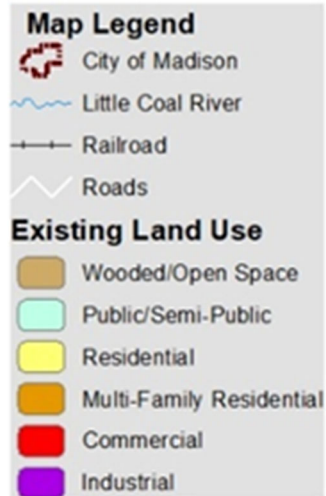 Map Legend
City of Madison
Little Coal River
Railroad
Roads
Existing Land Use
Wooded/Open Space
Public/Semi-Public
Residential
Multi-Family Residential
Commercial
Industrial